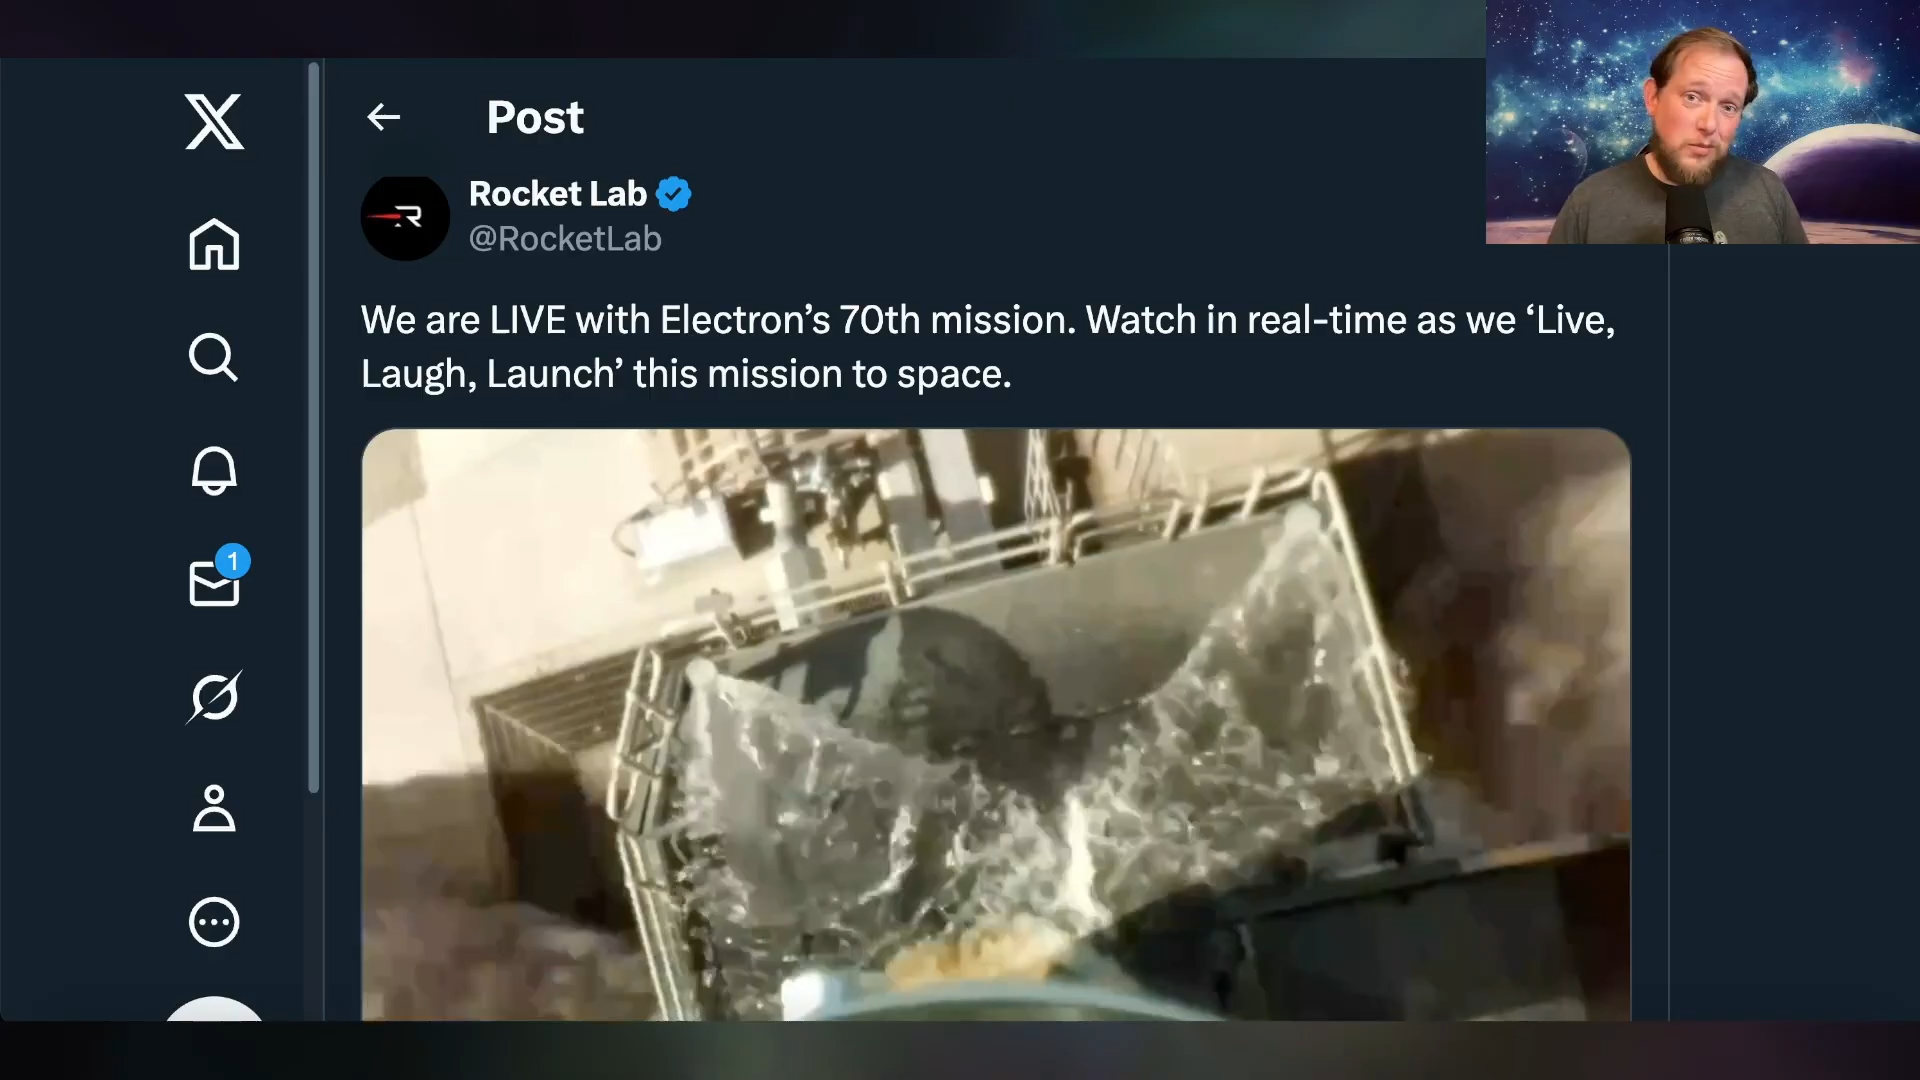 Post
Rocket Lab
@RocketLab
We are LIVE with Electron’s 70th mission. Watch in real-time as we ‘Live,
Laugh, Launch’ this mission to space.
1